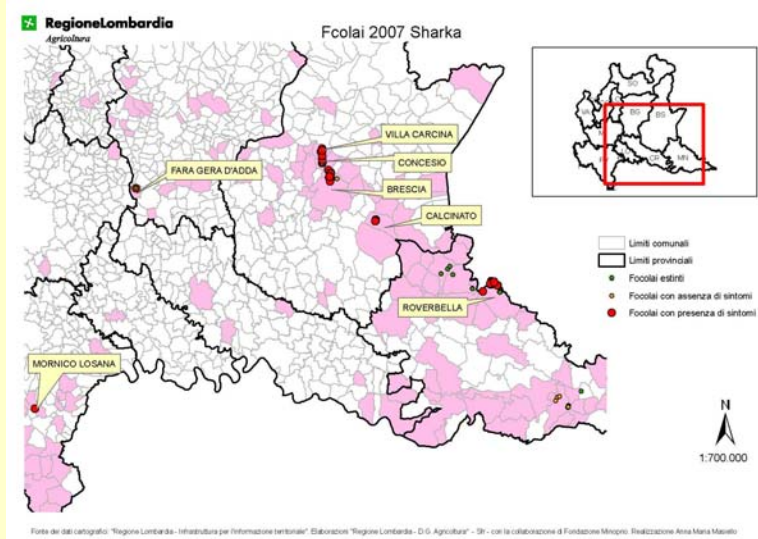 RegioneLombardia
Agricoltura
Fcolai 2007 Sharka
VILLA CARCINA
CONCESIO
FARA GERA D'ADDA
BRESCIA
CALCINATO
ROVERBELLA
MORNICO LOSANA
SO
VA
BG
BS
CR
MN
Limiti comunali
Limiti provinciali
Focolai estinti
Focolai con assenza di sintomi
Focolai con presenza di sintomi
N
1:700.000
Fonte dei dati cartografici: "Regione Lombardia - Infrastruttura per l'informazione territoriale". Elaborazioni "Regione Lombardia - D.G. Agricoltura" - Sfr - con la collaborazione di Fondazione Minoprio. Realizzazione Anna Maria